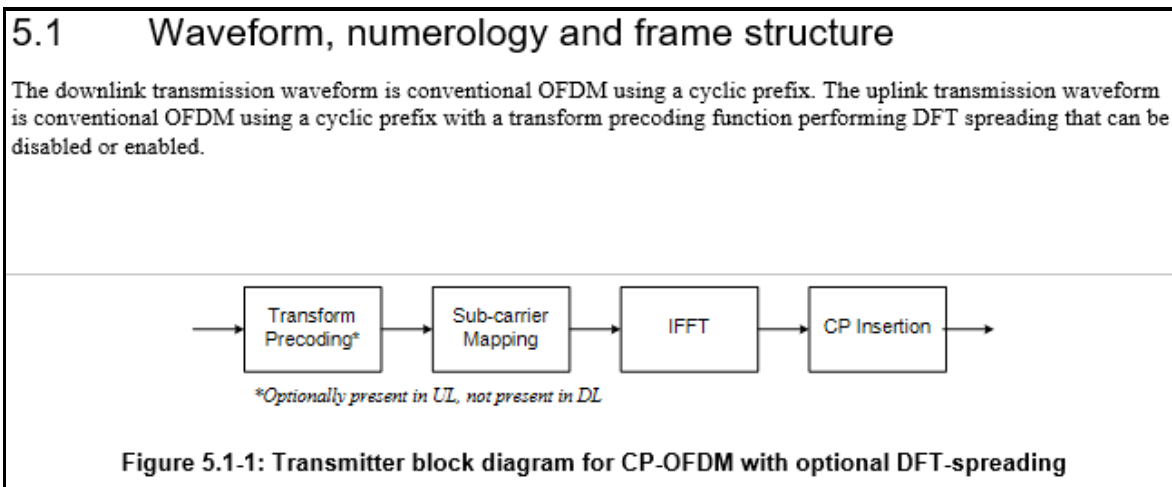 5.1 Waveform, numerology and frame structure
The downlink transmission waveform is conventional OFDM using a cyclic prefix. The uplink transmission waveform
is conventional OFDM using a cyclic prefix with a transform precoding function performing DFT spreading that can be
disabled or enabled.
Transform
Precoding*
Sub-carrier
Mapping
IFFT
CP Insertion
*Optionally present in UL, not present in DL
Figure 5.1-1: Transmitter block diagram for CP-OFDM with optional DFT-spreading